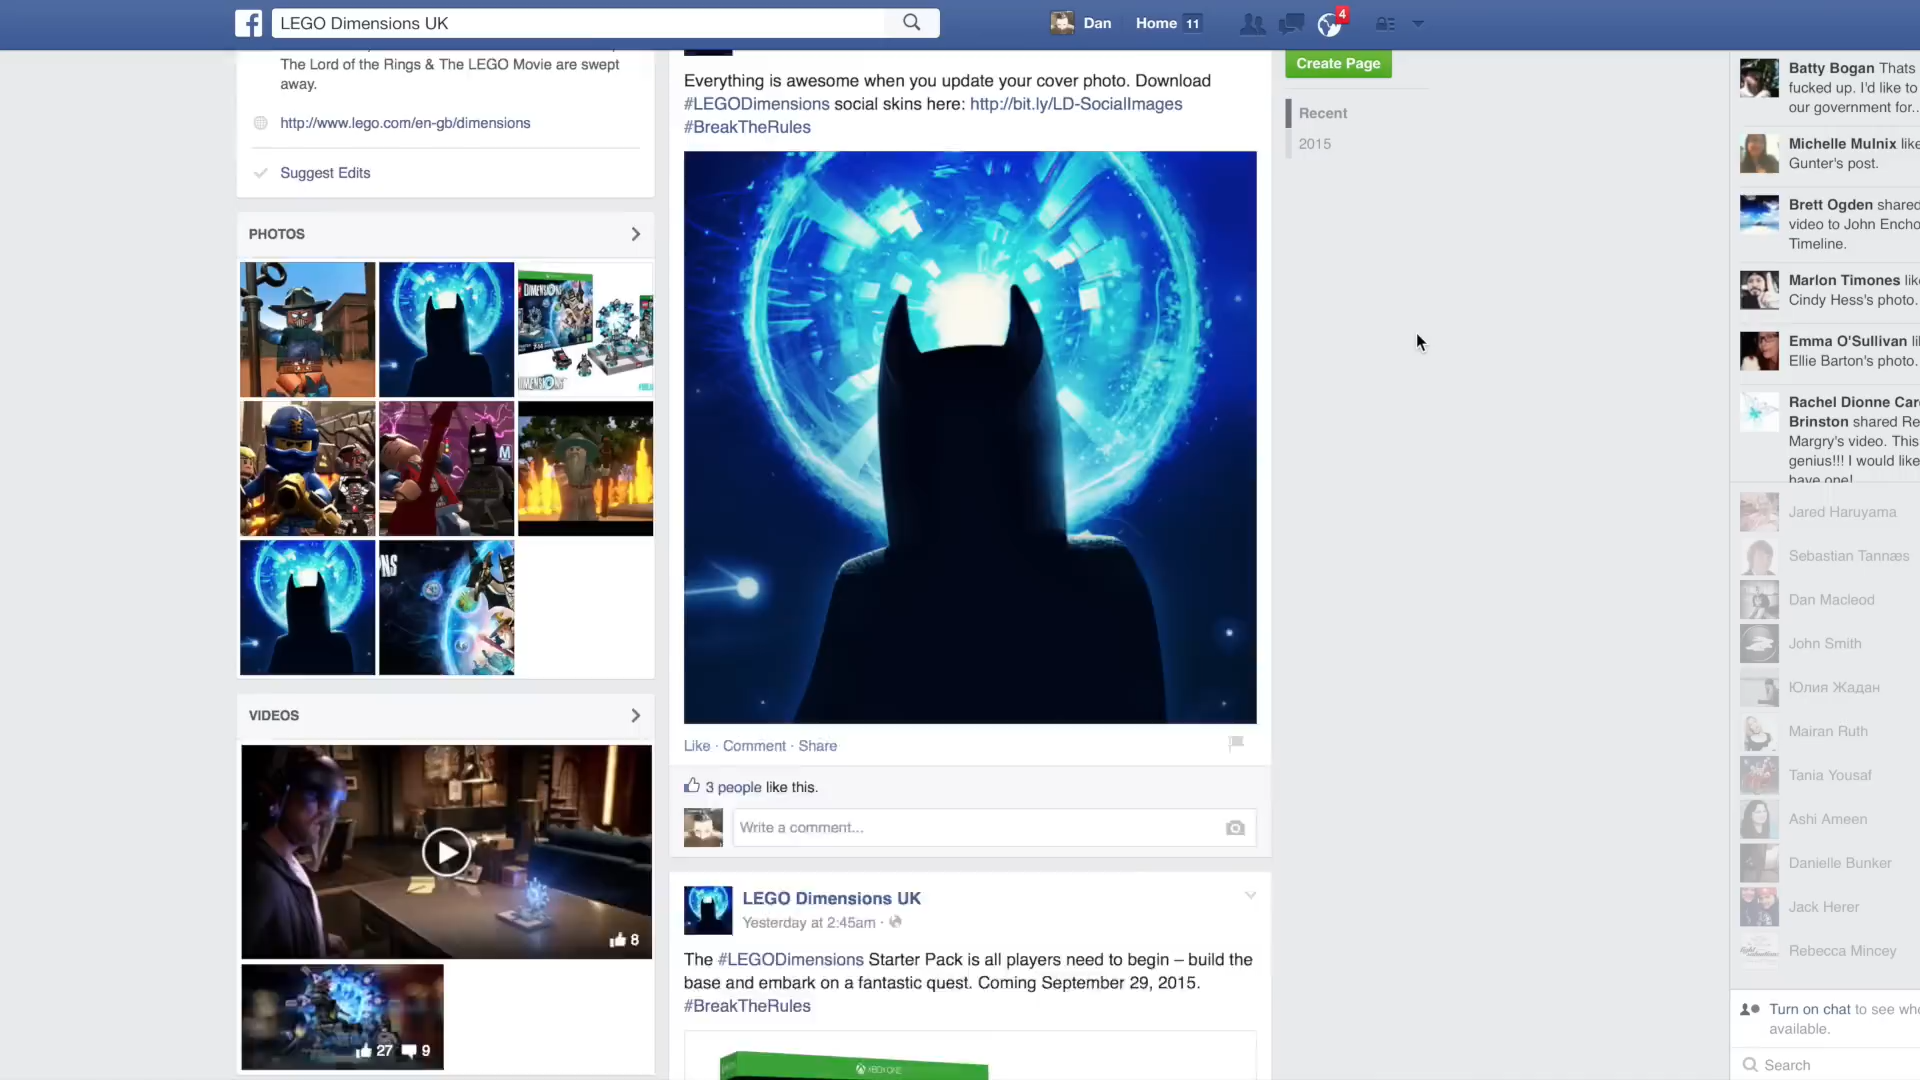 LEGO Dimensions UK
Dan
Home 11
4
The Lord of the Rings & The LEGO Movie are swept
away.
http://www.lego.com/en-gb/dimensions
Suggest Edits
PHOTOS
DIMENSIONS
VIDEOS
8
27
9
Everything is awesome when you update your cover photo. Download
#LEGODimensions social skins here: http://bit.ly/LD-SocialImages
#BreakTheRules
Like · Comment · Share
3 people like this.
Write a comment...
LEGO Dimensions UK
Yesterday at 2:45am ·
The #LEGODimensions Starter Pack is all players need to begin – build the
base and embark on a fantastic quest. Coming September 29, 2015.
#BreakTheRules
XBOX ONE
Create Page
Recent
2015
Batty Bogan Thats
fucked up. I'd like to
our government for..
Michelle Mulnix like
Gunter's post.
Brett Ogden shared
video to John Encho
Timeline.
Marlon Timones lik
Cindy Hess's photo.
Emma O'Sullivan li
Ellie Barton's photo.
Rachel Dionne Car
Brinston shared Re
Margry's video. This
genius!!! I would like
have one!
Jared Haruyama
Sebastian Tannæs
Dan Macleod
John Smith
Юлия Жадан
Mairan Ruth
Tania Yousaf
Ashi Ameen
Danielle Bunker
Jack Herer
Rebecca Mincey
Turn on chat to see who
available.
Search